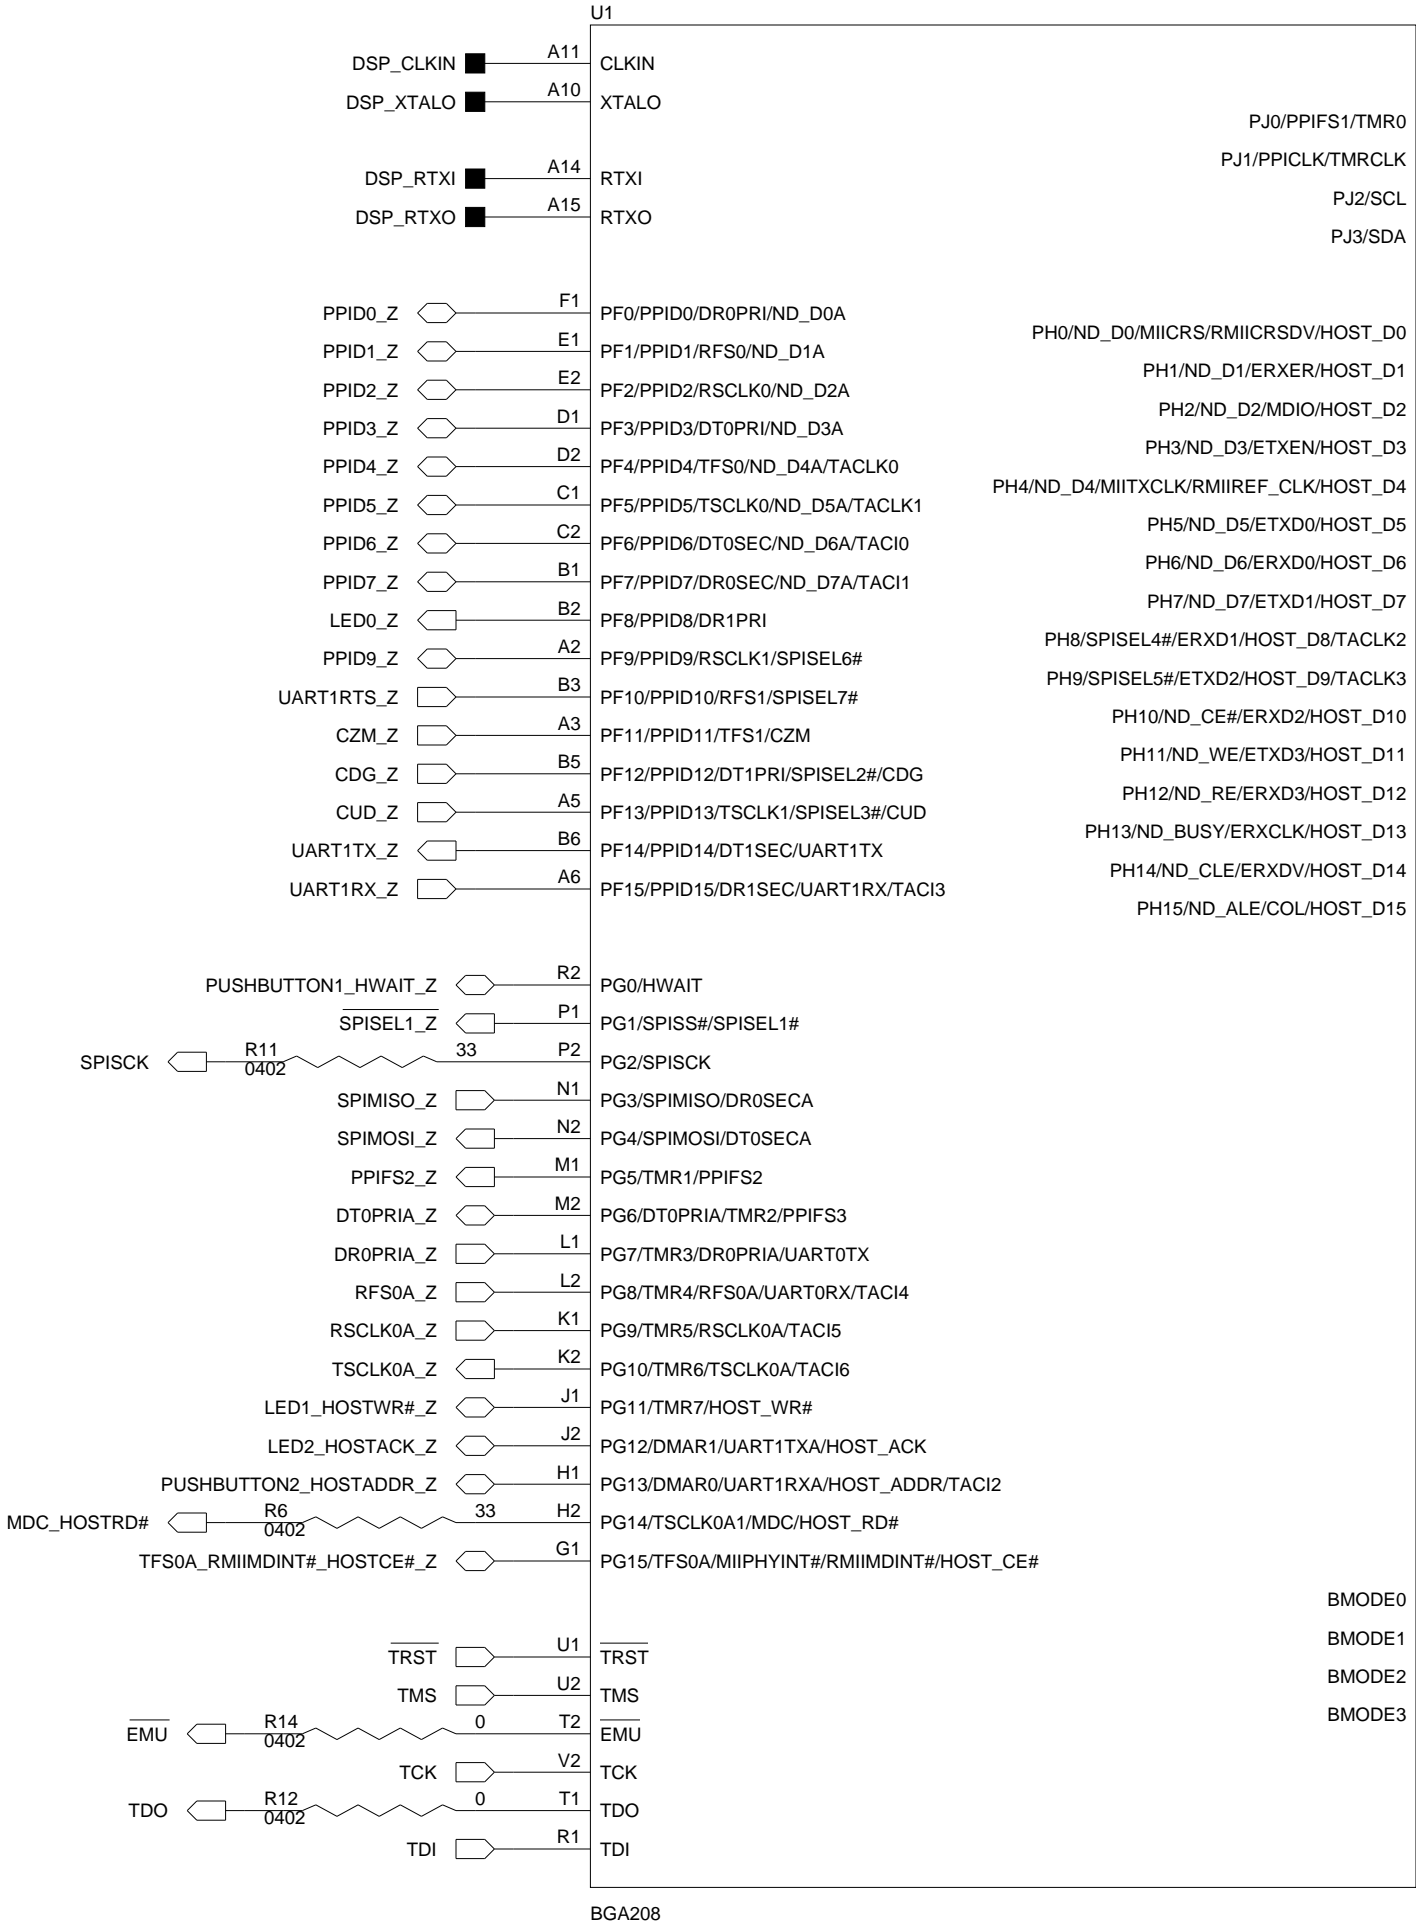 U1
DSP_CLKIN A11 CLKIN
DSP_XTALO A10 XTALO
PJ0/PPIFS1/TMR0
PJ1/PPICLK/TMRCLK
DSP_RTXI A14 RTXI
PJ2/SCL
DSP_RTXO A15 RTXO
PJ3/SDA
PPID0_Z F1 PF0/PPID0/DR0PRI/ND_D0A
PH0/ND_D0/MIICRS/RMIICRSDV/HOST_D0
PPID1_Z E1 PF1/PPID1/RFS0/ND_D1A
PH1/ND_D1/ERXER/HOST_D1
PPID2_Z E2 PF2/PPID2/RSCLK0/ND_D2A
PH2/ND_D2/MDIO/HOST_D2
PPID3_Z D1 PF3/PPID3/DT0PRI/ND_D3A
PH3/ND_D3/ETXEN/HOST_D3
PPID4_Z D2 PF4/PPID4/TFS0/ND_D4A/TACLK0
PH4/ND_D4/MIITXCLK/RMIIREF_CLK/HOST_D4
PPID5_Z C1 PF5/PPID5/TSCLK0/ND_D5A/TACLK1
PH5/ND_D5/ETXD0/HOST_D5
PPID6_Z C2 PF6/PPID6/DT0SEC/ND_D6A/TACI0
PH6/ND_D6/ERXD0/HOST_D6
PPID7_Z B1 PF7/PPID7/DR0SEC/ND_D7A/TACI1
PH7/ND_D7/ETXD1/HOST_D7
LED0_Z B2 PF8/PPID8/DR1PRI
PH8/SPISEL4#/ERXD1/HOST_D8/TACLK2
PPID9_Z A2 PF9/PPID9/RSCLK1/SPISEL6#
PH9/SPISEL5#/ETXD2/HOST_D9/TACLK3
UART1RTS_Z B3 PF10/PPID10/RFS1/SPISEL7#
PH10/ND_CE#/ERXD2/HOST_D10
CZM_Z A3 PF11/PPID11/TFS1/CZM
PH11/ND_WE/ETXD3/HOST_D11
CDG_Z B5 PF12/PPID12/DT1PRI/SPISEL2#/CDG
PH12/ND_RE/ERXD3/HOST_D12
CUD_Z A5 PF13/PPID13/TSCLK1/SPISEL3#/CUD
PH13/ND_BUSY/ERXCLK/HOST_D13
UART1TX_Z B6 PF14/PPID14/DT1SEC/UART1TX
PH14/ND_CLE/ERXDV/HOST_D14
UART1RX_Z A6 PF15/PPID15/DR1SEC/UART1RX/TACI3
PH15/ND_ALE/COL/HOST_D15
PUSHBUTTON1_HWAIT_Z R2 PG0/HWAIT
SPISEL1_Z P1 PG1/SPISS#/SPISEL1#
SPISCK R11 0402 33 P2 PG2/SPISCK
SPIMISO_Z N1 PG3/SPIMISO/DR0SECA
SPIMOSI_Z N2 PG4/SPIMOSI/DT0SECA
PPIFS2_Z M1 PG5/TMR1/PPIFS2
DT0PRIA_Z M2 PG6/DT0PRIA/TMR2/PPIFS3
DR0PRIA_Z L1 PG7/TMR3/DR0PRIA/UART0TX
RFS0A_Z L2 PG8/TMR4/RFS0A/UART0RX/TACI4
RSCLK0A_Z K1 PG9/TMR5/RSCLK0A/TACI5
TSCLK0A_Z K2 PG10/TMR6/TSCLK0A/TACI6
LED1_HOSTWR#_Z J1 PG11/TMR7/HOST_WR#
LED2_HOSTACK_Z J2 PG12/DMAR1/UART1TXA/HOST_ACK
PUSHBUTTON2_HOSTADDR_Z H1 PG13/DMAR0/UART1RXA/HOST_ADDR/TACI2
MDC_HOSTRD# R6 0402 33 H2 PG14/TSCLK0A1/MDC/HOST_RD#
TFS0A_RMIIMDINT#_HOSTCE#_Z G1 PG15/TFS0A/MIIPHYINT#/RMIIMDINT#/HOST_CE#
BMODE0
BMODE1
TRST U1 TRST
BMODE2
TMS U2 TMS
BMODE3
EMU R14 0402 0 T2 EMU
TCK V2 TCK
TDO R12 0402 0 T1 TDO
TDI R1 TDI
BGA208